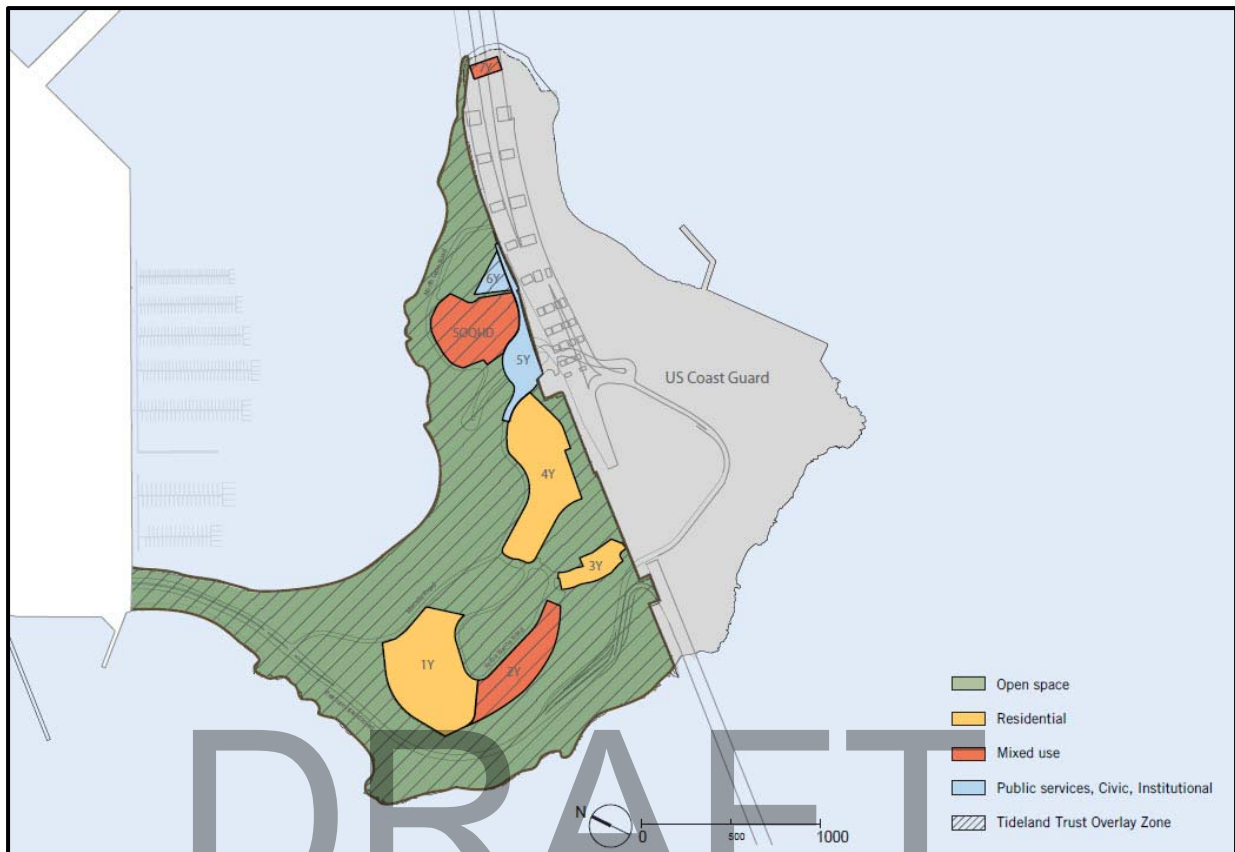 6Y
SQQHD
5Y
US Coast Guard
4Y
3Y
1Y
2Y
Open space
Residential
Mixed use
Public services, Civic, Institutional
Tideland Trust Overlay Zone
N
0 500 1000
DRAFT